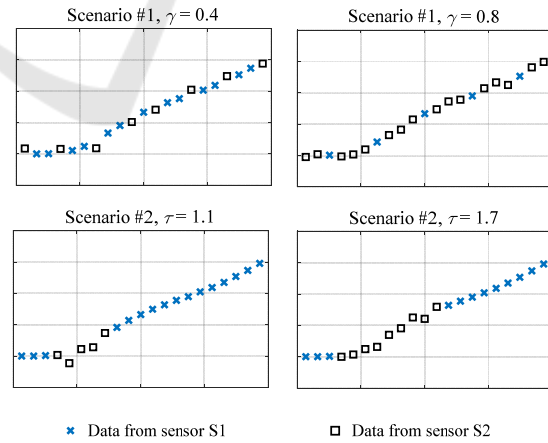 Scenario #1, γ = 0.4
Scenario #1, γ = 0.8
Scenario #2, τ = 1.1
Scenario #2, τ = 1.7
Data from sensor S1
Data from sensor S2